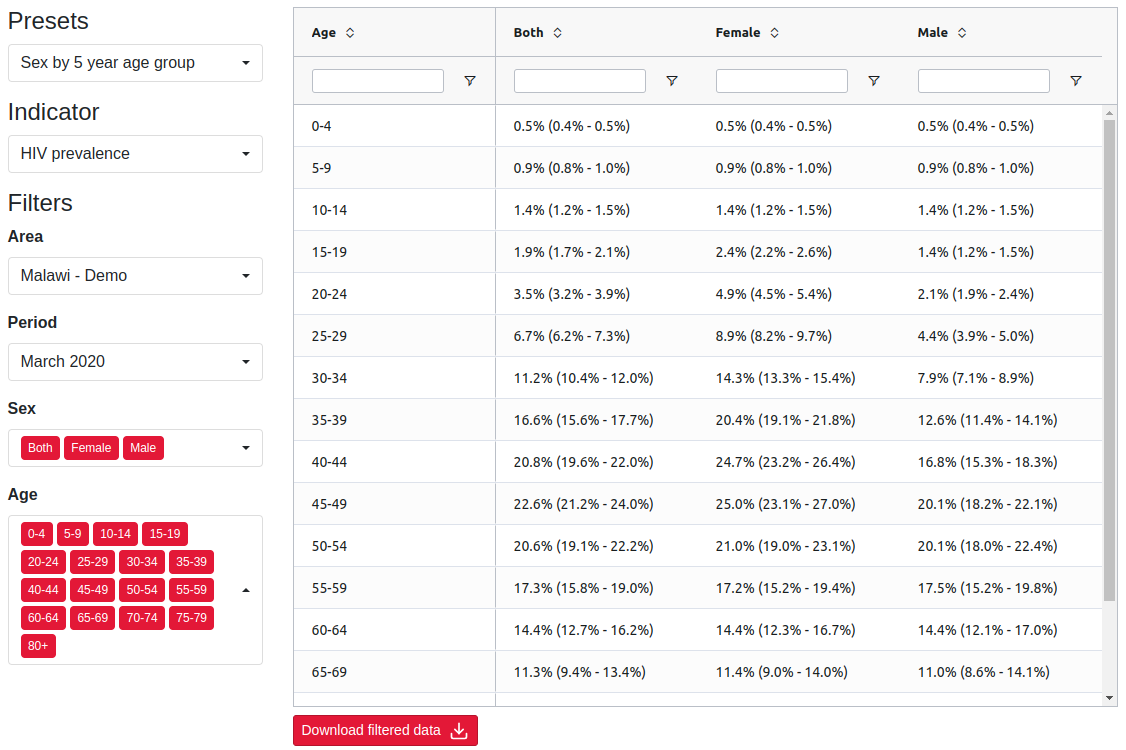 Presets
Sex by 5 year age group
Indicator
HIV prevalence
Filters
Area
Malawi - Demo
Period
March 2020
Sex
Both Female Male
Age
0-4 5-9 10-14 15-19
20-24 25-29 30-34 35-39
40-44 45-49 50-54 55-59
60-64 65-69 70-74 75-79
80+
Age Both Female Male
0-4 0.5% (0.4% - 0.5%) 0.5% (0.4% - 0.5%) 0.5% (0.4% - 0.5%)
5-9 0.9% (0.8% - 1.0%) 0.9% (0.8% - 1.0%) 0.9% (0.8% - 1.0%)
10-14 1.4% (1.2% - 1.5%) 1.4% (1.2% - 1.5%) 1.4% (1.2% - 1.5%)
15-19 1.9% (1.7% - 2.1%) 2.4% (2.2% - 2.6%) 1.4% (1.2% - 1.5%)
20-24 3.5% (3.2% - 3.9%) 4.9% (4.5% - 5.4%) 2.1% (1.9% - 2.4%)
25-29 6.7% (6.2% - 7.3%) 8.9% (8.2% - 9.7%) 4.4% (3.9% - 5.0%)
30-34 11.2% (10.4% - 12.0%) 14.3% (13.3% - 15.4%) 7.9% (7.1% - 8.9%)
35-39 16.6% (15.6% - 17.7%) 20.4% (19.1% - 21.8%) 12.6% (11.4% - 14.1%)
40-44 20.8% (19.6% - 22.0%) 24.7% (23.2% - 26.4%) 16.8% (15.3% - 18.3%)
45-49 22.6% (21.2% - 24.0%) 25.0% (23.1% - 27.0%) 20.1% (18.2% - 22.1%)
50-54 20.6% (19.1% - 22.2%) 21.0% (19.0% - 23.1%) 20.1% (18.0% - 22.4%)
55-59 17.3% (15.8% - 19.0%) 17.2% (15.2% - 19.4%) 17.5% (15.2% - 19.8%)
60-64 14.4% (12.7% - 16.2%) 14.4% (12.3% - 16.7%) 14.4% (12.1% - 17.0%)
65-69 11.3% (9.4% - 13.4%) 11.4% (9.0% - 14.0%) 11.0% (8.6% - 14.1%)
Download filtered data